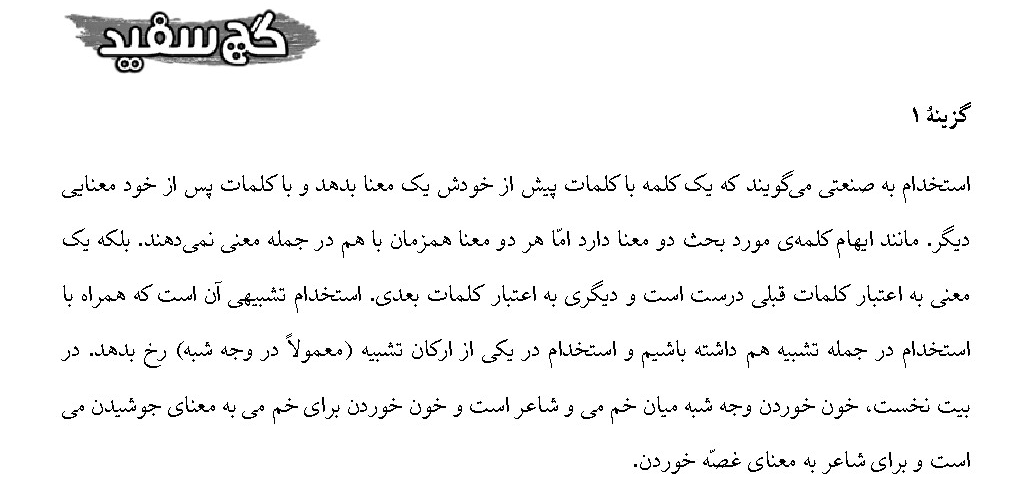 گچ سفید
گزینهٔ ۱
استخدام به صنعتی می‌گویند که یک کلمه با کلمات پیش از خودش یک معنا بدهد و با کلمات پس از خود معنایی
دیگر. مانند ایهام کلمه‌ی مورد بحث دو معنا دارد امّا هر دو معنا همزمان با هم در جمله معنی نمی‌دهند. بلکه یک
معنی به اعتبار کلمات قبلی درست است و دیگری به اعتبار کلمات بعدی. استخدام تشبیهی آن است که همراه با
استخدام در جمله تشبیه هم داشته باشیم و استخدام در یکی از ارکان تشبیه (معمولاً در وجه شبه) رخ بدهد. در
بیت نخست، خون خوردن وجه شبه میان خم می و شاعر است و خون خوردن برای خم می به معنای جوشیدن می
است و برای شاعر به معنای غصّه خوردن.